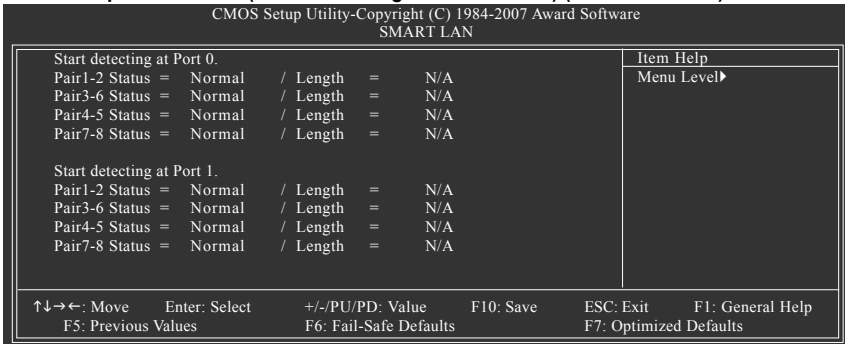 CMOS Setup Utility-Copyright (C) 1984-2007 Award Software
SMART LAN
Start detecting at Port 0.
Pair1-2 Status = Normal / Length = N/A
Pair3-6 Status = Normal / Length = N/A
Pair4-5 Status = Normal / Length = N/A
Pair7-8 Status = Normal / Length = N/A
Start detecting at Port 1.
Pair1-2 Status = Normal / Length = N/A
Pair3-6 Status = Normal / Length = N/A
Pair4-5 Status = Normal / Length = N/A
Pair7-8 Status = Normal / Length = N/A
Item Help
Menu Level▶
↑↓→←: Move Enter: Select +/-/PU/PD: Value F10: Save ESC: Exit F1: General Help
F5: Previous Values F6: Fail-Safe Defaults F7: Optimized Defaults